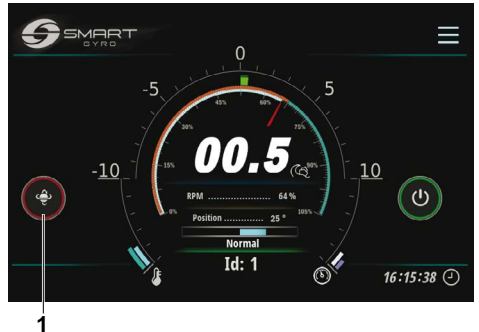 SMART
GYRO
0
-5
5
45%
60%
30%
75%
-10
15%
00.5
90%
10
RPM ...................... 64 %
0%
105%
Position ............. 25 °
Normal
Id: 1
16:15:38
1